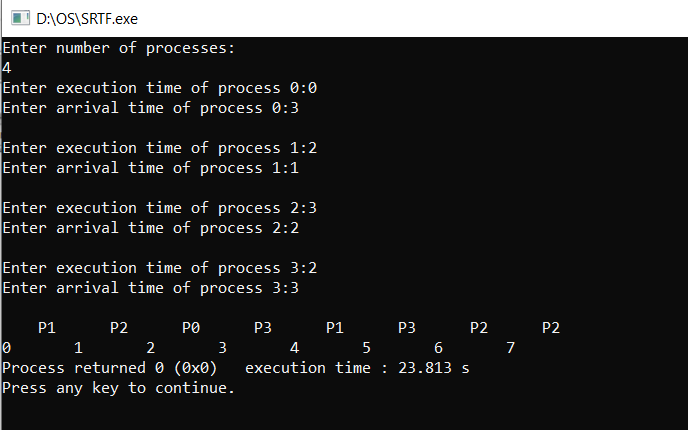 D:\OS\SRTF.exe
Enter number of processes:
4
Enter execution time of process 0:0
Enter arrival time of process 0:3
Enter execution time of process 1:2
Enter arrival time of process 1:1
Enter execution time of process 2:3
Enter arrival time of process 2:2
Enter execution time of process 3:2
Enter arrival time of process 3:3
P1 P2 P0 P3 P1 P3 P2 P2
0 1 2 3 4 5 6 7
Process returned 0 (0x0) execution time : 23.813 s
Press any key to continue.